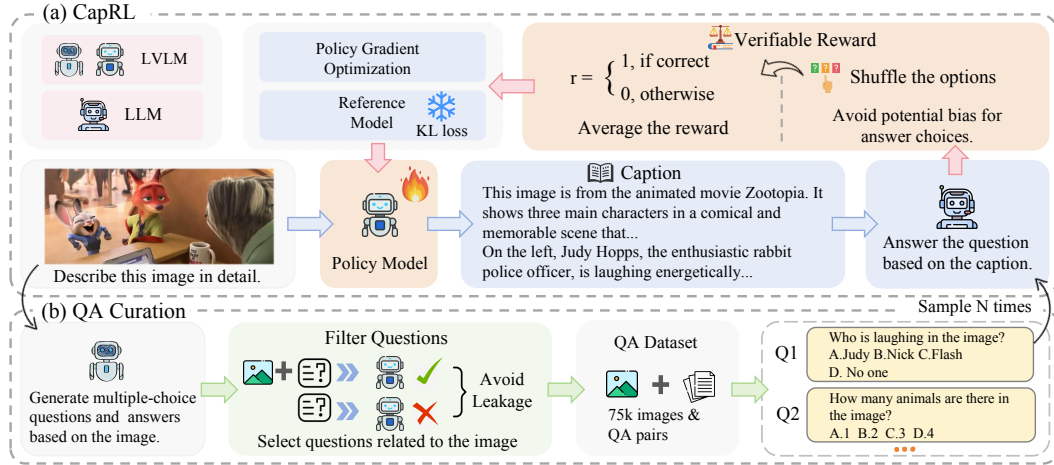 (a) CapRL
LVLM
LLM
Policy Gradient
Optimization
Reference
Model
KL loss
Verifiable Reward
r = { 1, if correct
0, otherwise
Average the reward
? ? ?
Shuffle the options
Avoid potential bias for
answer choices.
Describe this image in detail.
Policy Model
Caption
This image is from the animated movie Zootopia. It
shows three main characters in a comical and
memorable scene that...
On the left, Judy Hopps, the enthusiastic rabbit
police officer, is laughing energetically...
Answer the question
based on the caption.
Sample N times
(b) QA Curation
Generate multiple-choice
questions and answers
based on the image.
Filter Questions
+ ?
?
Avoid
Leakage
Select questions related to the image
QA Dataset
+
75k images &
QA pairs
Q1
Who is laughing in the image?
A.Judy B.Nick C.Flash
D. No one
Q2
How many animals are there in
the image?
A.1 B.2 C.3 D.4